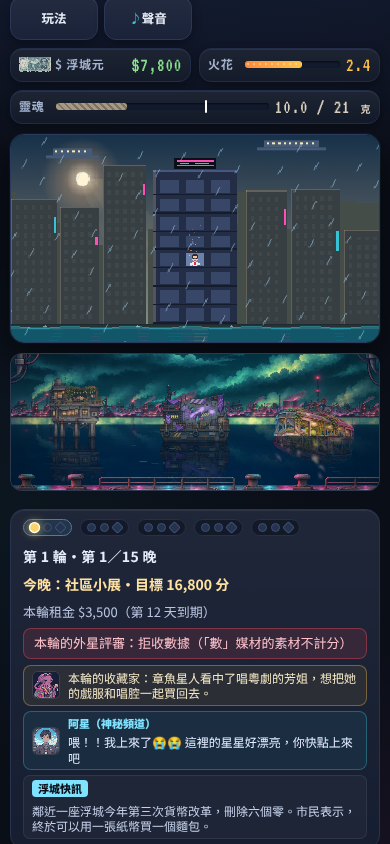 玩法
♪聲音
$ 浮城元 $7,800
火花 2.4
靈魂 10.0 / 21 克
第 1 輪・第 1／15 晚
今晚：社區小展・目標 16,800 分
本輪租金 $3,500（第 12 天到期）
本輪的外星評審：拒收數據（「數」媒材的素材不計分）
本輪的收藏家：章魚星人看中了唱粵劇的芳姐，想把她
的戲服和唱腔一起買回去。
阿星（神秘頻道）
喂！！我上來了😭😭 這裡的星星好漂亮，你快點上來
吧
浮城快訊
鄰近一座浮城今年第三次貨幣改革，刪除六個零。市民表示，
終於可以用一張紙幣買一個麵包。